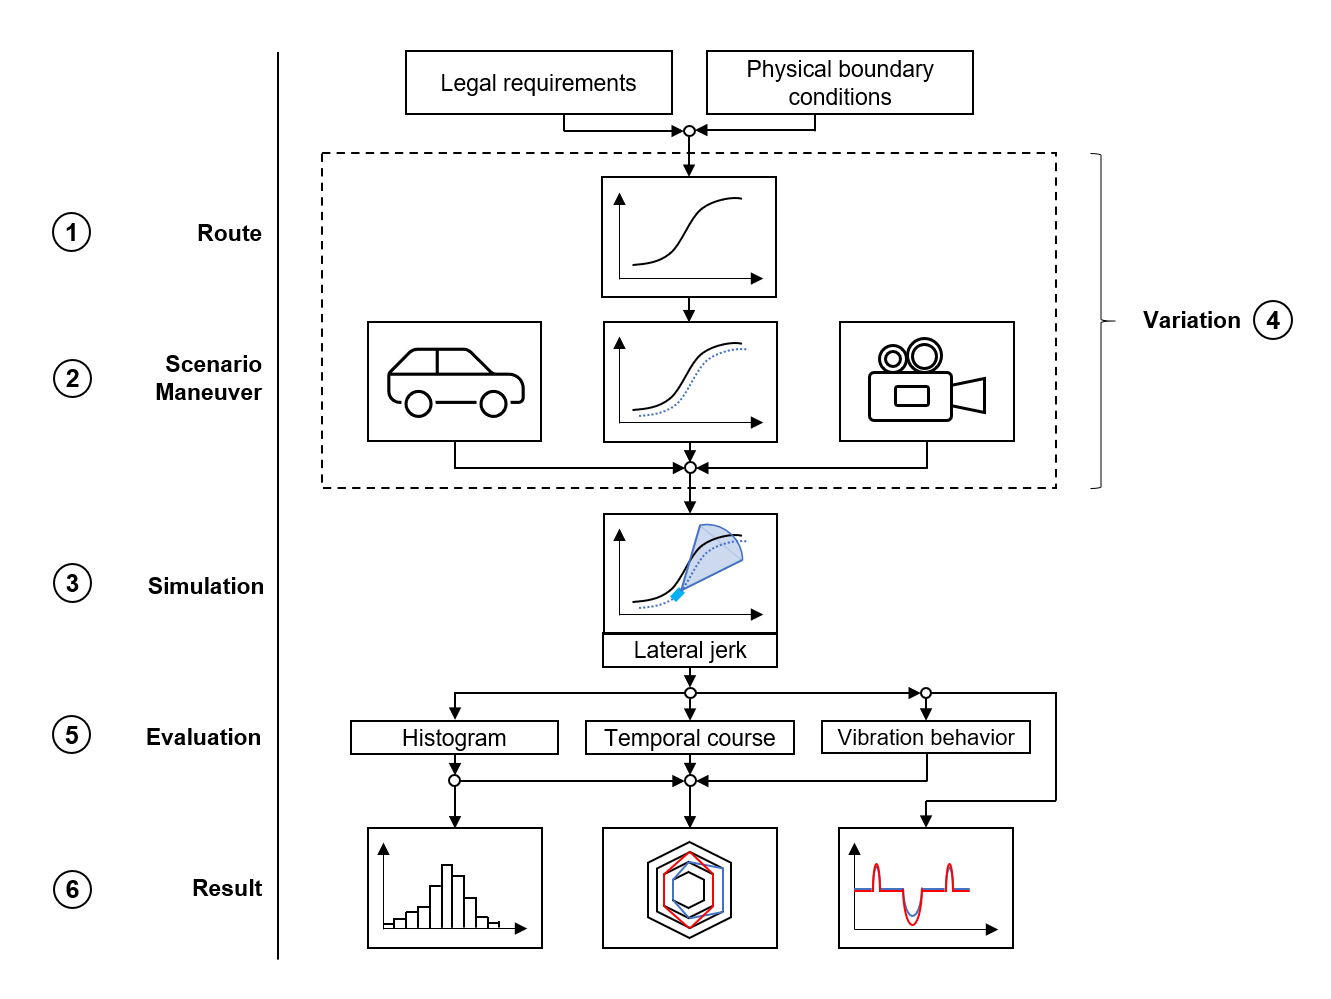 Legal requirements
Physical boundary
conditions
1
Route
2
Scenario
Maneuver
Variation
4
3
Simulation
Lateral jerk
5
Evaluation
Histogram
Temporal course
Vibration behavior
6
Result